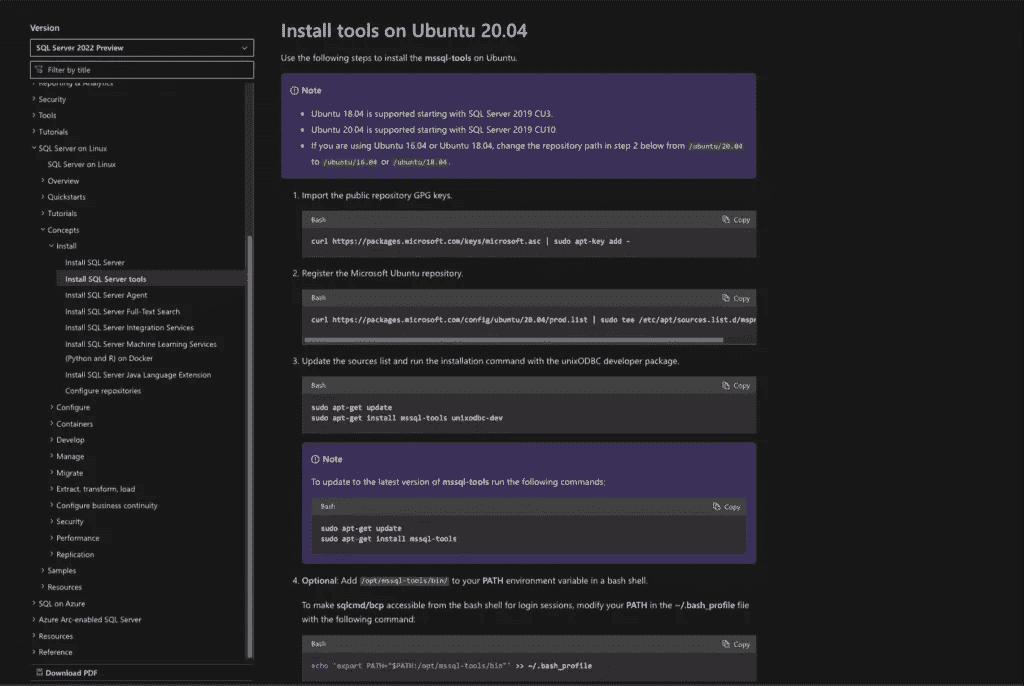 Version
SQL Server 2022 Preview
Filter by title
Reporting & Analytics
Security
Tools
Tutorials
SQL Server on Linux
SQL Server on Linux
Overview
Quickstarts
Tutorials
Concepts
Install
Install SQL Server
Install SQL Server tools
Install SQL Server Agent
Install SQL Server Full-Text Search
Install SQL Server Integration Services
Install SQL Server Machine Learning Services
(Python and R) on Docker
Install SQL Server Java Language Extension
Configure repositories
Configure
Containers
Develop
Manage
Migrate
Extract, transform, load
Configure business continuity
Security
Performance
Replication
Samples
Resources
SQL on Azure
Azure Arc-enabled SQL Server
Resources
Reference
Download PDF
Install tools on Ubuntu 20.04
Use the following steps to install the mssql-tools on Ubuntu.
Note
• Ubuntu 18.04 is supported starting with SQL Server 2019 CU3.
• Ubuntu 20.04 is supported starting with SQL Server 2019 CU10.
• If you are using Ubuntu 16.04 or Ubuntu 18.04, change the repository path in step 2 below from /ubuntu/20.04
to /ubuntu/16.04 or /ubuntu/18.04.
1. Import the public repository GPG keys.
Bash
Copy
curl https://packages.microsoft.com/keys/microsoft.asc | sudo apt-key add -
2. Register the Microsoft Ubuntu repository.
Bash
Copy
curl https://packages.microsoft.com/config/ubuntu/20.04/prod.list | sudo tee /etc/apt/sources.list.d/mspr
3. Update the sources list and run the installation command with the unixODBC developer package.
Bash
Copy
sudo apt-get update
sudo apt-get install mssql-tools unixodbc-dev
Note
To update to the latest version of mssql-tools run the following commands:
Bash
Copy
sudo apt-get update
sudo apt-get install mssql-tools
4. Optional: Add /opt/mssql-tools/bin/ to your PATH environment variable in a bash shell.
To make sqlcmd/bcp accessible from the bash shell for login sessions, modify your PATH in the ~/.bash_profile file
with the following command:
Bash
Copy
echo 'export PATH="$PATH:/opt/mssql-tools/bin"' >> ~/.bash_profile